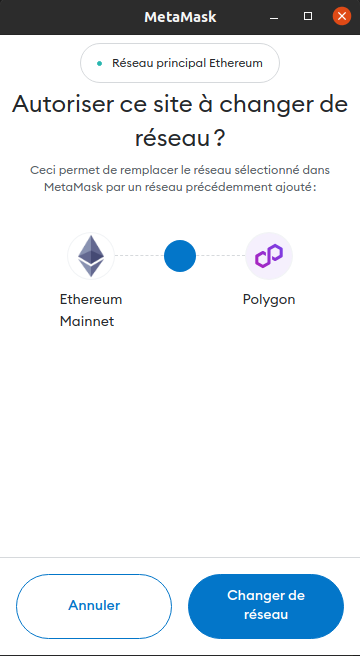 MetaMask
Réseau principal Ethereum
Autoriser ce site à changer de
réseau ?
Ceci permet de remplacer le réseau sélectionné dans
MetaMask par un réseau précédemment ajouté :
Ethereum
Mainnet
Polygon
Annuler
Changer de
réseau